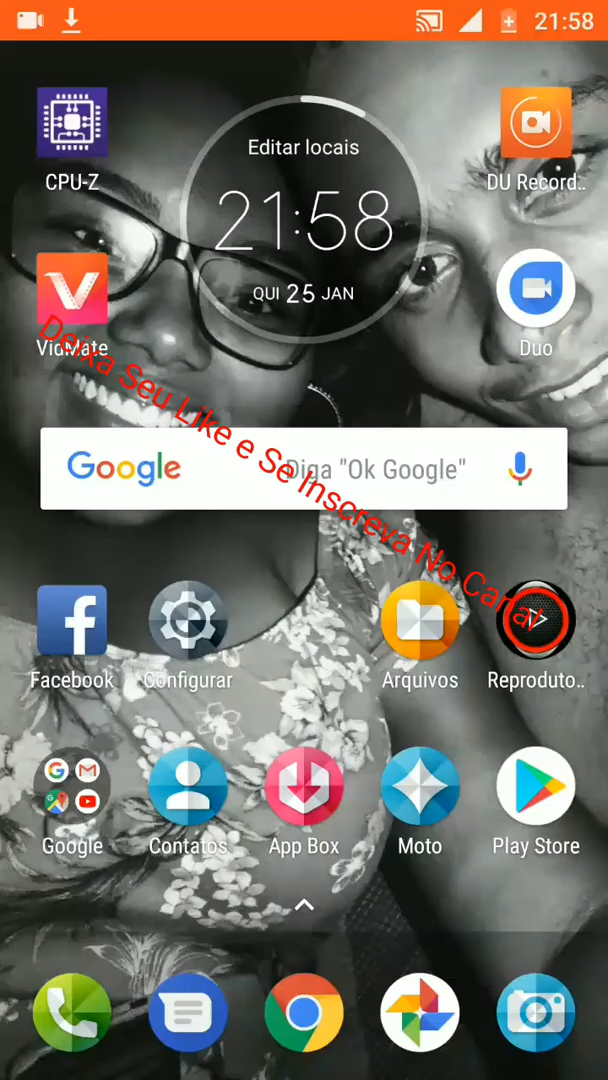 21:58
CPU-Z
Editar locais
21:58
QUI 25 JAN
DU Record..
VidMate
Duo
Deixa Seu Like e Se Inscreva No Canal
Google
Diga "Ok Google"
Facebook
Configurar
Arquivos
Reproduto..
Google
Contatos
App Box
Moto
Play Store